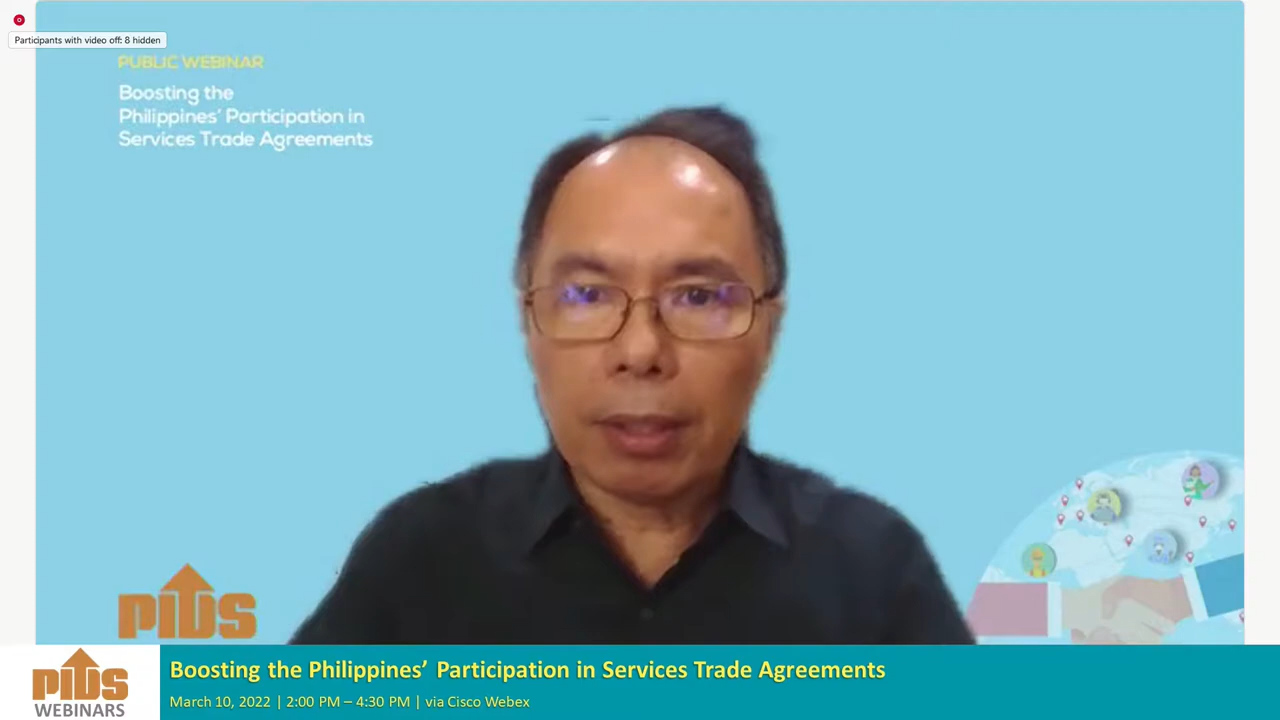 Participants with video off: 8 hidden
PUBLIC WEBINAR
Boosting the
Philippines' Participation in
Services Trade Agreements
PIDS
PIDS
WEBINARS
Boosting the Philippines’ Participation in Services Trade Agreements
March 10, 2022 | 2:00 PM – 4:30 PM | via Cisco Webex